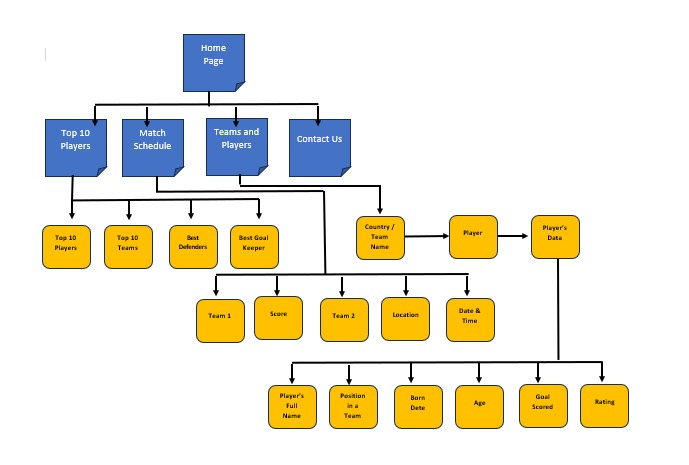 Home
Page
Top 10
Players
Match
Schedule
Teams and
Players
Contact Us
Top 10
Players
Top 10
Teams
Best
Defenders
Best Goal
Keeper
Country /
Team
Name
Player
Player's
Data
Team 1
Score
Team 2
Location
Date &
Time
Player's
Full
Name
Position
in a
Team
Born
Dete
Age
Goal
Scored
Rating